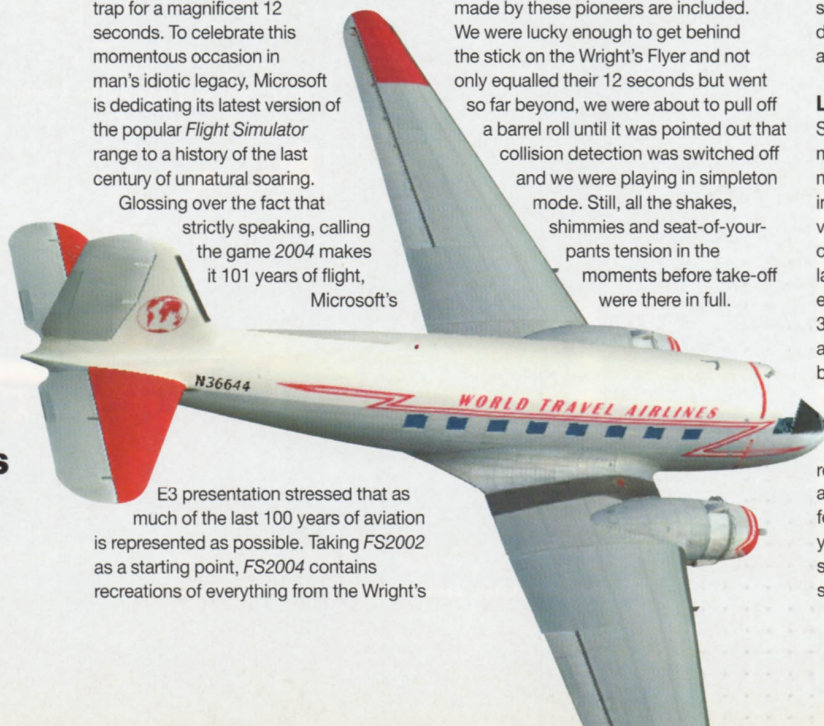 trap for a magnificent 12
seconds. To celebrate this
momentous occasion in
man's idiotic legacy, Microsoft
is dedicating its latest version of
the popular Flight Simulator
range to a history of the last
century of unnatural soaring.
Glossing over the fact that
strictly speaking, calling
the game 2004 makes
it 101 years of flight,
Microsoft's
E3 presentation stressed that as
much of the last 100 years of aviation
is represented as possible. Taking FS2002
as a starting point, FS2004 contains
recreations of everything from the Wright's
made by these pioneers are included.
We were lucky enough to get behind
the stick on the Wright's Flyer and not
only equalled their 12 seconds but went
so far beyond, we were about to pull off
a barrel roll until it was pointed out that
collision detection was switched off
and we were playing in simpleton
mode. Still, all the shakes,
shimmies and seat-of-your-
pants tension in the
moments before take-off
were there in full.
N36644
WORLD TRAVEL AIRLINES